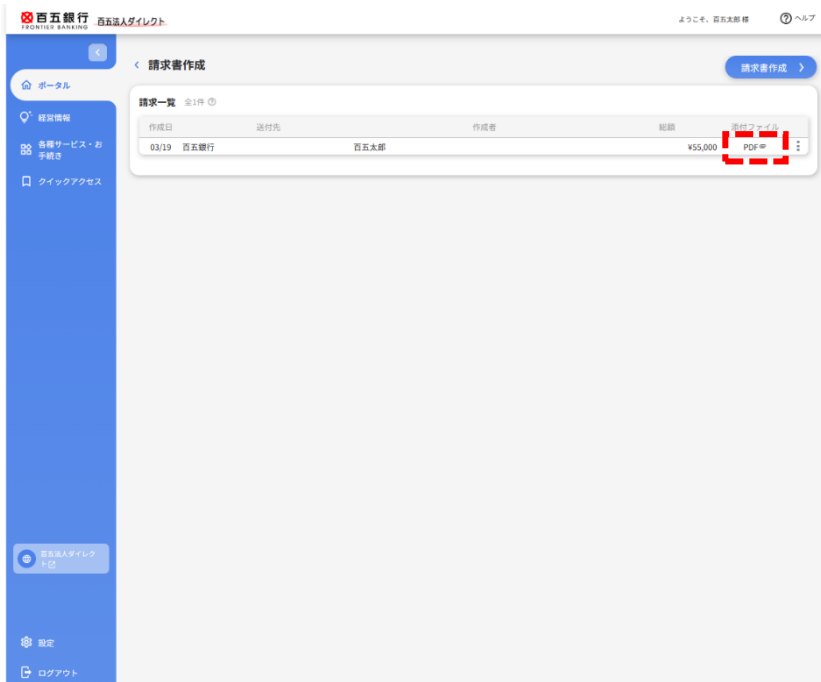 百五銀行
FRONTIER BANKING
百五法人ダイレクト
ようこそ、百五太郎 様
ヘルプ
ポータル
経営情報
各種サービス・お
手続き
クイックアクセス
百五法人ダイレク
ト
設定
ログアウト
請求書作成
請求書作成
請求一覧 全1件
作成日 送付先 作成者 総額 添付ファイル
03/19 百五銀行 百五太郎 ¥55,000 PDF